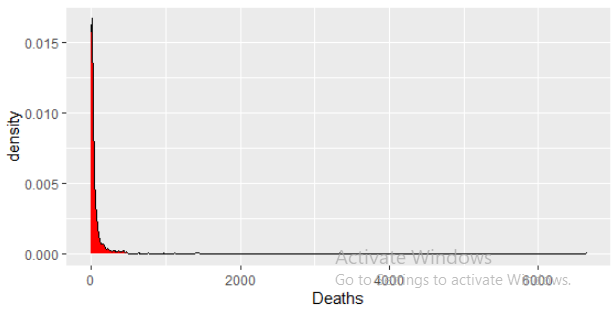 0.015
density
0.010
0.005
0.000
Activate Windows
0 2000 4000 6000
Go to Settings to activate Windows.
Deaths